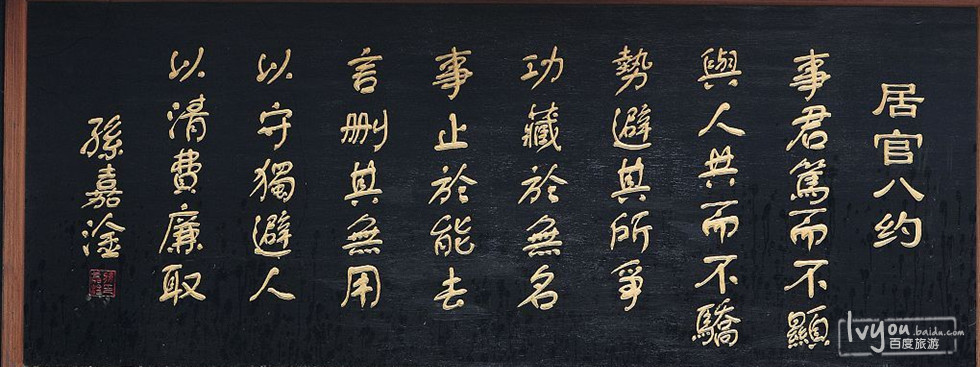 居官八约
事君篤而不顯
與人共而不驕
勢避其所爭
功藏於無名
事止於能去
言删其無用
以守獨避人
以清費廉取
孫嘉淦
lvyou.baidu.com
百度旅游